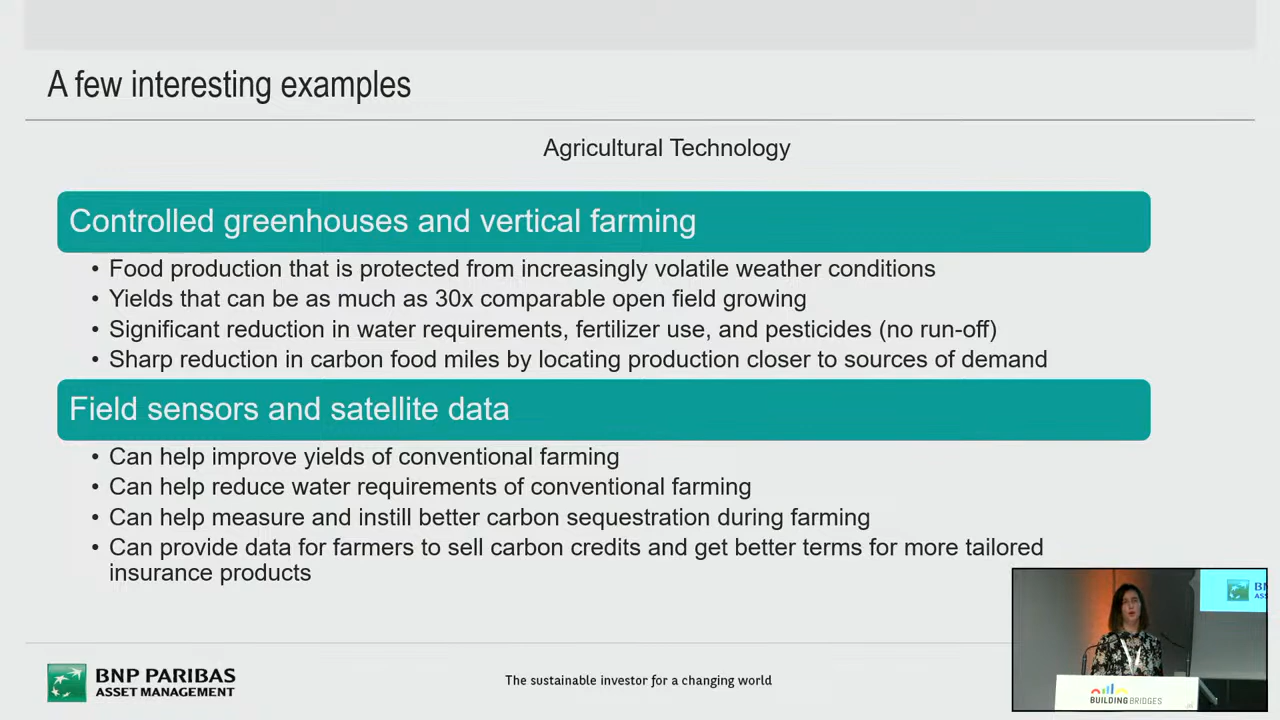 A few interesting examples
Agricultural Technology
Controlled greenhouses and vertical farming
• Food production that is protected from increasingly volatile weather conditions
• Yields that can be as much as 30x comparable open field growing
• Significant reduction in water requirements, fertilizer use, and pesticides (no run-off)
• Sharp reduction in carbon food miles by locating production closer to sources of demand
Field sensors and satellite data
• Can help improve yields of conventional farming
• Can help reduce water requirements of conventional farming
• Can help measure and instill better carbon sequestration during farming
• Can provide data for farmers to sell carbon credits and get better terms for more tailored
insurance products
BNP PARIBAS
ASSET MANAGEMENT
The sustainable investor for a changing world
BUILDINGBRIDGES